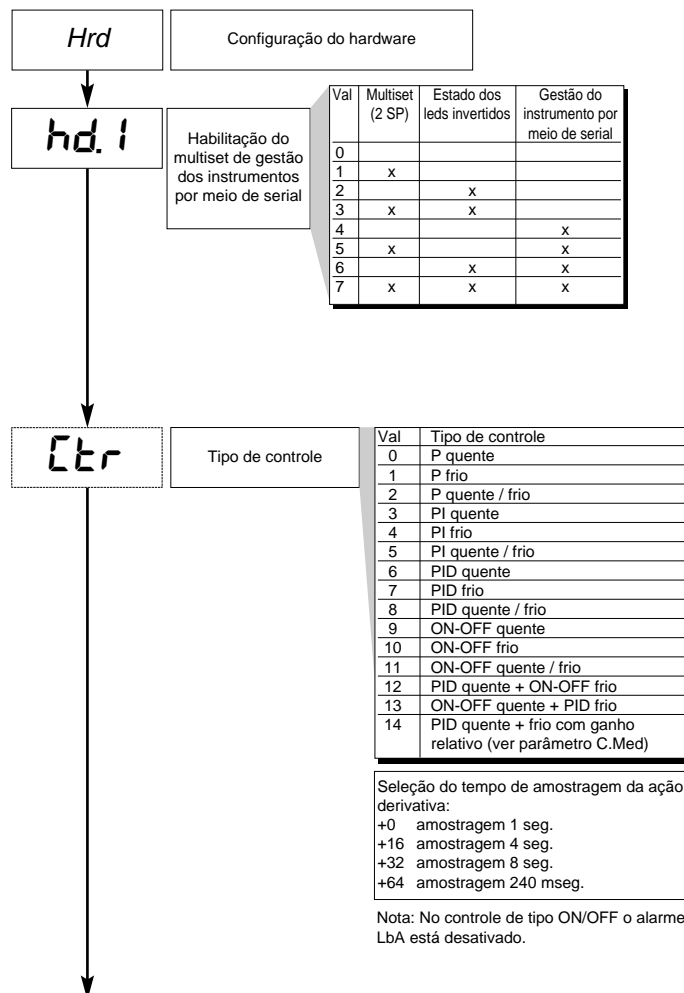 Hrd
Configuração do hardware
hd.1
Habilitação do
multiset de gestão
dos instrumentos
por meio de serial
Val Multiset (2 SP) Estado dos leds invertidos Gestão do instrumento por meio de serial
0
1 x
2 x
3 x x
4 x
5 x x
6 x x
7 x x x
Ctr
Tipo de controle
Val Tipo de controle
0 P quente
1 P frio
2 P quente / frio
3 PI quente
4 PI frio
5 PI quente / frio
6 PID quente
7 PID frio
8 PID quente / frio
9 ON-OFF quente
10 ON-OFF frio
11 ON-OFF quente / frio
12 PID quente + ON-OFF frio
13 ON-OFF quente + PID frio
14 PID quente + frio com ganho
relativo (ver parâmetro C.Med)
Seleção do tempo de amostragem da ação
derivativa:
+0 amostragem 1 seg.
+16 amostragem 4 seg.
+32 amostragem 8 seg.
+64 amostragem 240 mseg.
Nota: No controle de tipo ON/OFF o alarme
LbA está desativado.